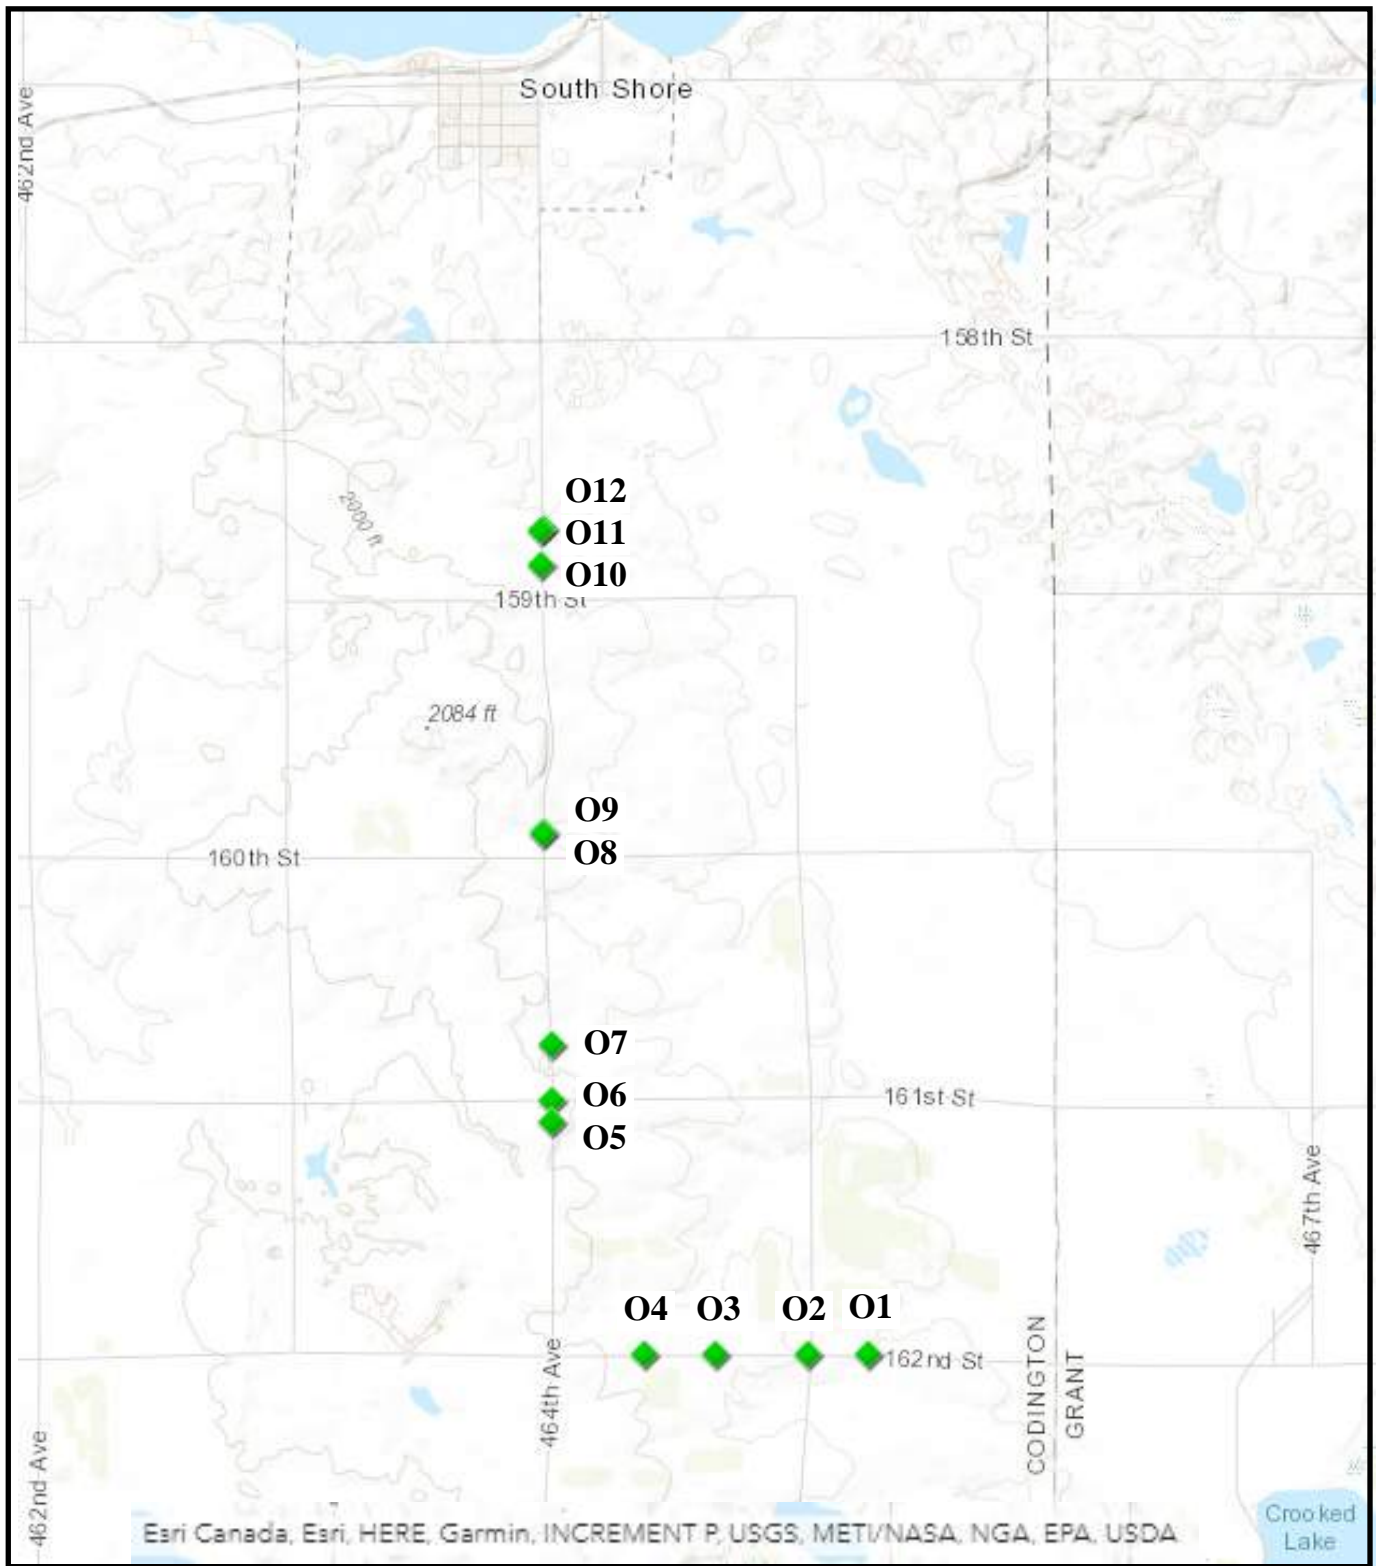 South Shore
462nd Ave
158th St
O12
2000 ft
O11
O10
159th St
2084 ft
O9
O8
160th St
O7
O6
161st St
O5
467th Ave
O4 O3 O2 O1
162nd St
464th Ave
CODINGTON
GRANT
462nd Ave
Crooked
Lake
Esri Canada, Esri, HERE, Garmin, INCREMENT P, USGS, METI/NASA, NGA, EPA, USDA